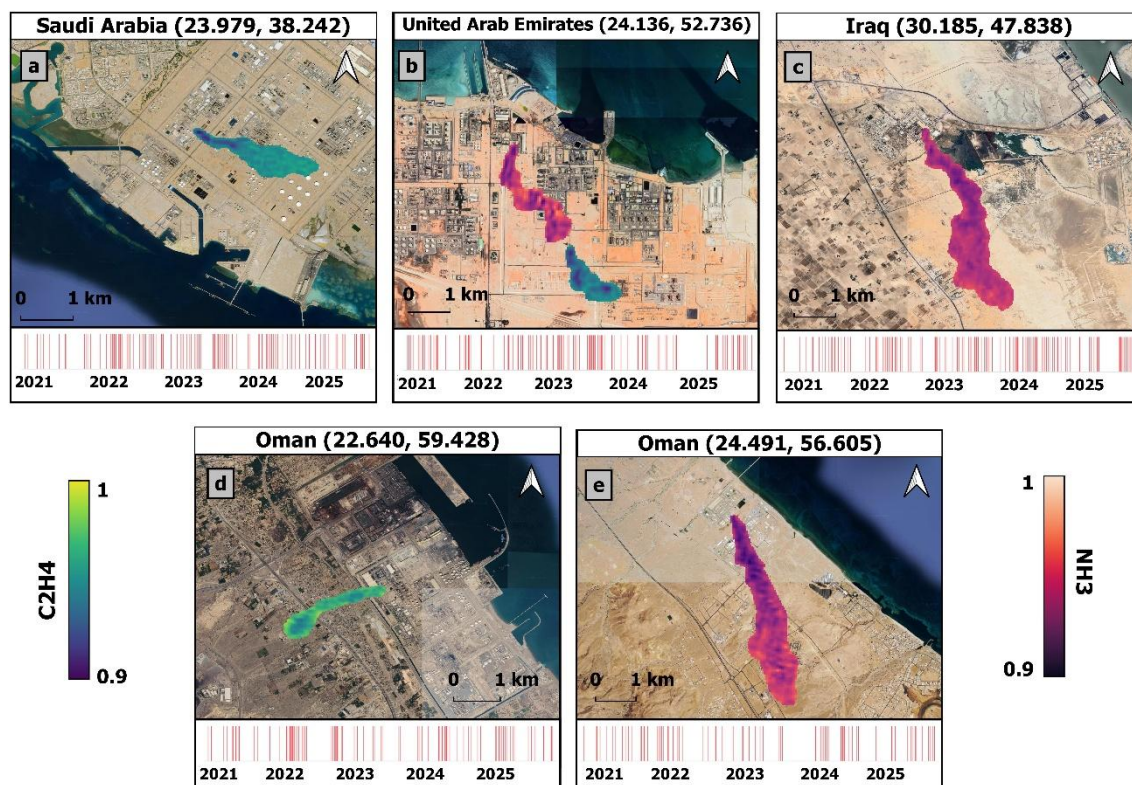 Saudi Arabia (23.979, 38.242)
a
0 1 km
2021 2022 2023 2024 2025
United Arab Emirates (24.136, 52.736)
b
0 1 km
2021 2022 2023 2024 2025
Iraq (30.185, 47.838)
c
0 1 km
2021 2022 2023 2024 2025
Oman (22.640, 59.428)
d
0 1 km
2021 2022 2023 2024 2025
Oman (24.491, 56.605)
e
0 1 km
2021 2022 2023 2024 2025
C2H4
1
0.9
NH3
1
0.9